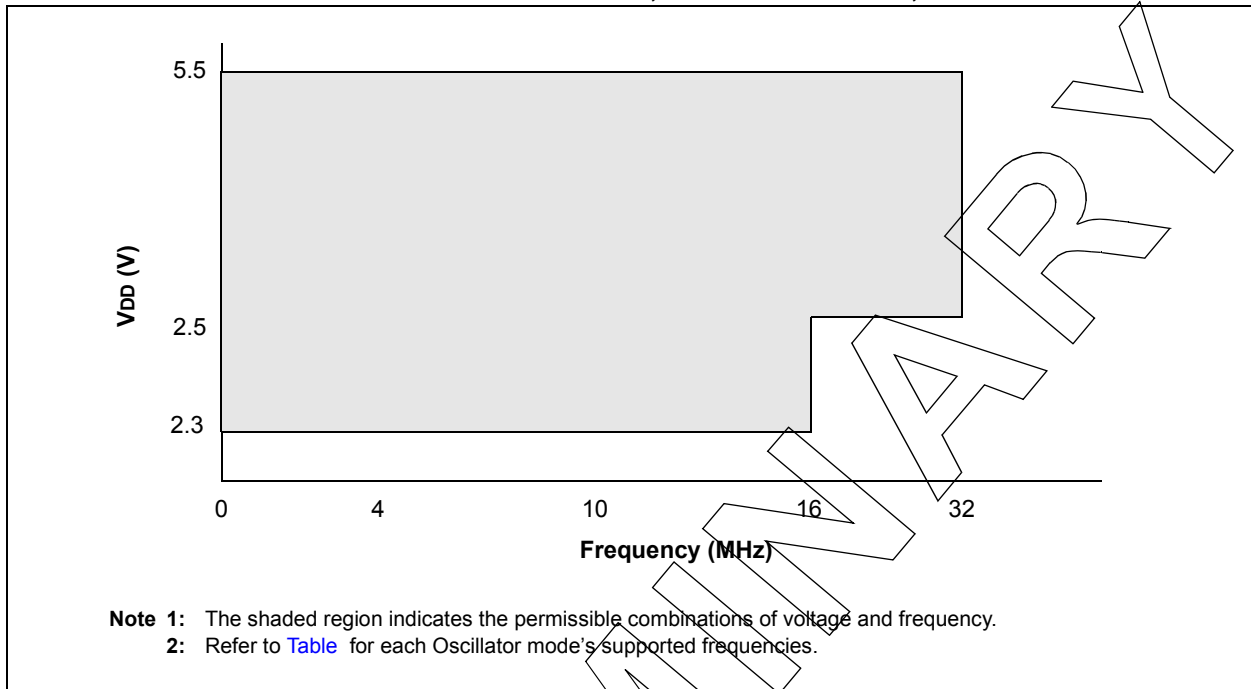 5.5
VDD (V)
2.5
2.3
0 4 10 16 32
Frequency (MHz)
Note 1: The shaded region indicates the permissible combinations of voltage and frequency.
2: Refer to Table for each Oscillator mode's supported frequencies.
MINARY